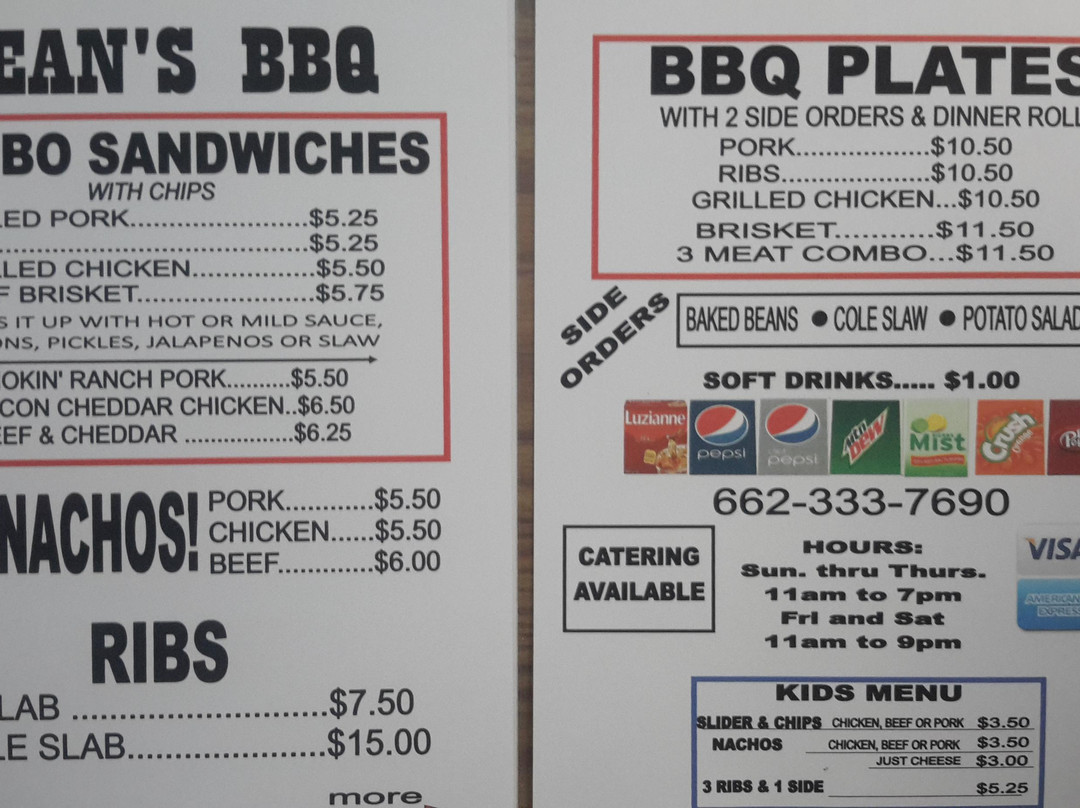 EAN'S BBQ
BO SANDWICHES
WITH CHIPS
LED PORK......................$5.25
......................................$5.25
LLED CHICKEN...............$5.50
F BRISKET......................$5.75
S IT UP WITH HOT OR MILD SAUCE,
ONS, PICKLES, JALAPENOS OR SLAW
OKIN' RANCH PORK..........$5.50
CON CHEDDAR CHICKEN..$6.50
EEF & CHEDDAR .................$6.25
NACHOS!
PORK............$5.50
CHICKEN......$5.50
BEEF.............$6.00
RIBS
LAB ............................$7.50
LE SLAB.....................$15.00
more
BBQ PLATES
WITH 2 SIDE ORDERS & DINNER ROLL
PORK..................$10.50
RIBS....................$10.50
GRILLED CHICKEN...$10.50
BRISKET...........$11.50
3 MEAT COMBO...$11.50
SIDE ORDERS
BAKED BEANS ● COLE SLAW ● POTATO SALAD
SOFT DRINKS..... $1.00
Luzianne
pepsi
pepsi
Mtn DEW
Mist
Crush
662-333-7690
CATERING
AVAILABLE
HOURS:
Sun. thru Thurs.
11am to 7pm
Fri and Sat
11am to 9pm
VISA
AMERICAN
EXPRESS
KIDS MENU
SLIDER & CHIPS CHICKEN, BEEF OR PORK $3.50
NACHOS CHICKEN, BEEF OR PORK $3.50
JUST CHEESE $3.00
3 RIBS & 1 SIDE $5.25